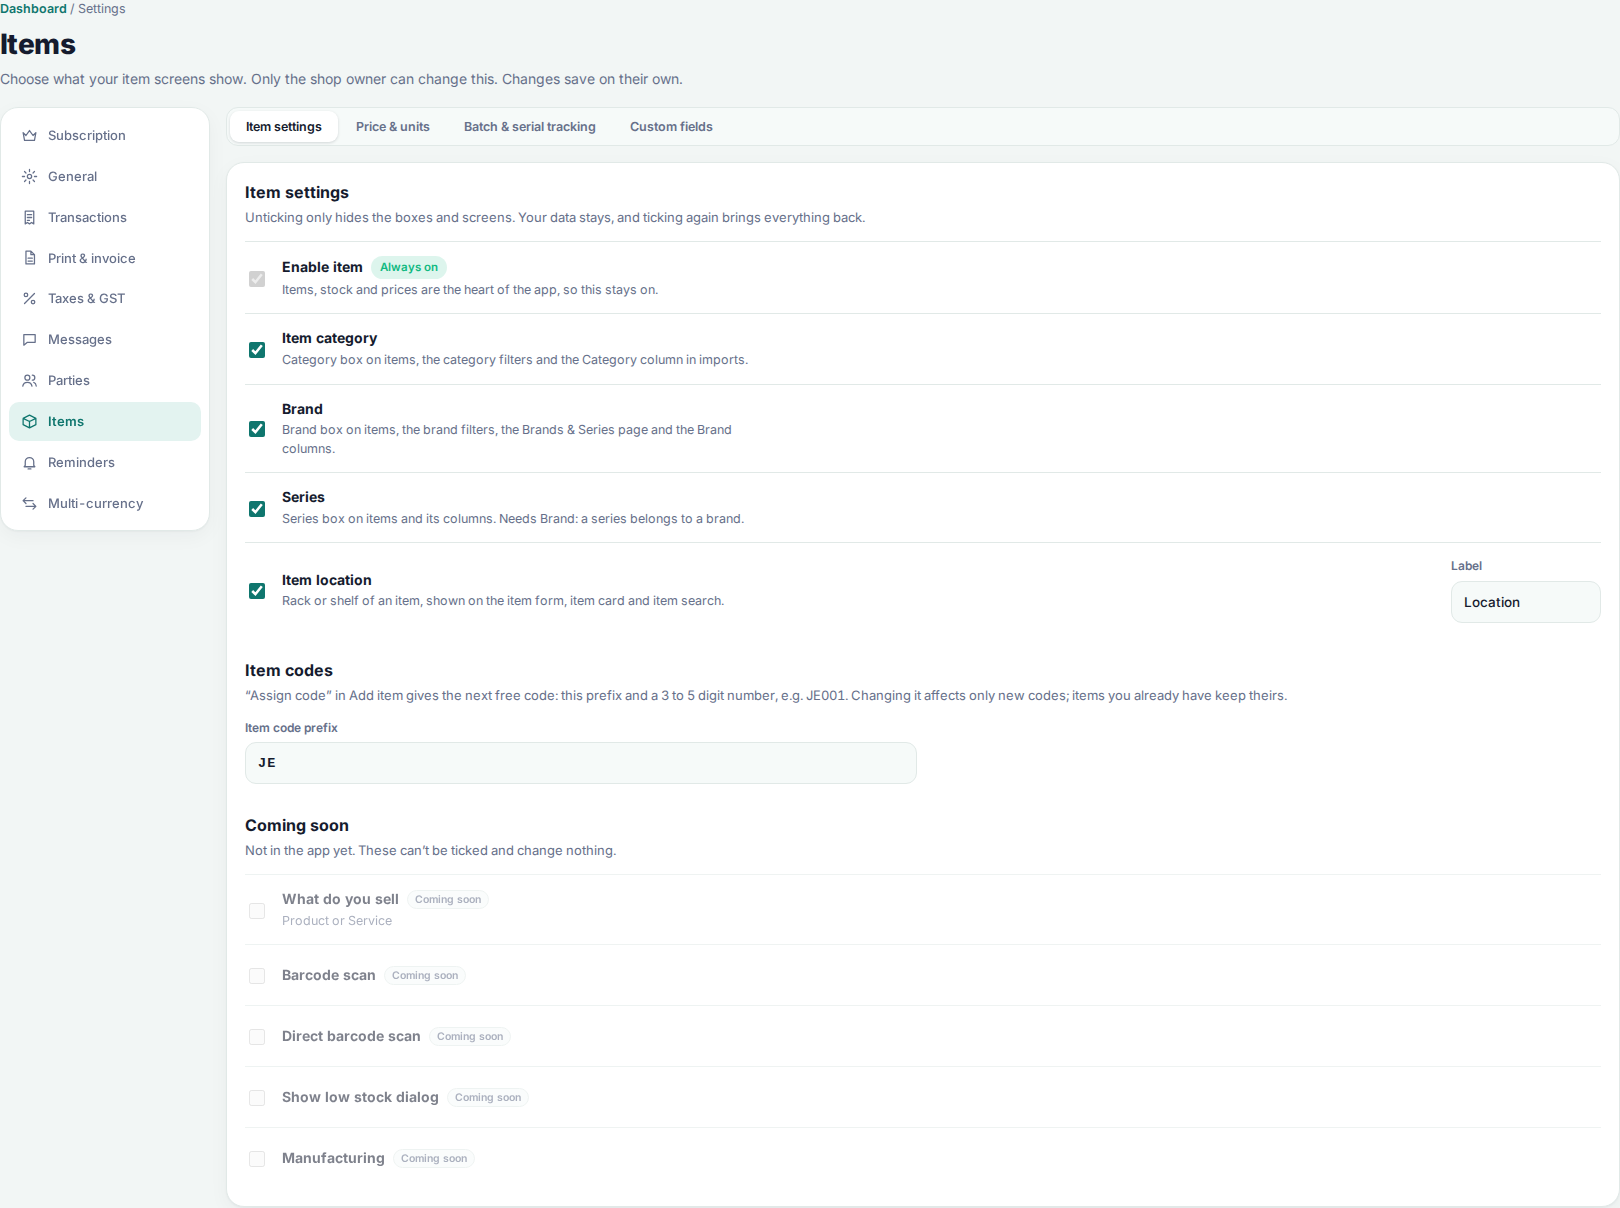 Dashboard / Settings
Items
Choose what your item screens show. Only the shop owner can change this. Changes save on their own.
Subscription
General
Transactions
Print & invoice
Taxes & GST
Messages
Parties
Items
Reminders
Multi-currency
Item settings
Price & units
Batch & serial tracking
Custom fields
Item settings
Unticking only hides the boxes and screens. Your data stays, and ticking again brings everything back.
Enable item Always on
Items, stock and prices are the heart of the app, so this stays on.
Item category
Category box on items, the category filters and the Category column in imports.
Brand
Brand box on items, the brand filters, the Brands & Series page and the Brand
columns.
Series
Series box on items and its columns. Needs Brand: a series belongs to a brand.
Item location
Rack or shelf of an item, shown on the item form, item card and item search.
Label
Location
Item codes
“Assign code” in Add item gives the next free code: this prefix and a 3 to 5 digit number, e.g. JE001. Changing it affects only new codes; items you already have keep theirs.
Item code prefix
JE
Coming soon
Not in the app yet. These can’t be ticked and change nothing.
What do you sell Coming soon
Product or Service
Barcode scan Coming soon
Direct barcode scan Coming soon
Show low stock dialog Coming soon
Manufacturing Coming soon